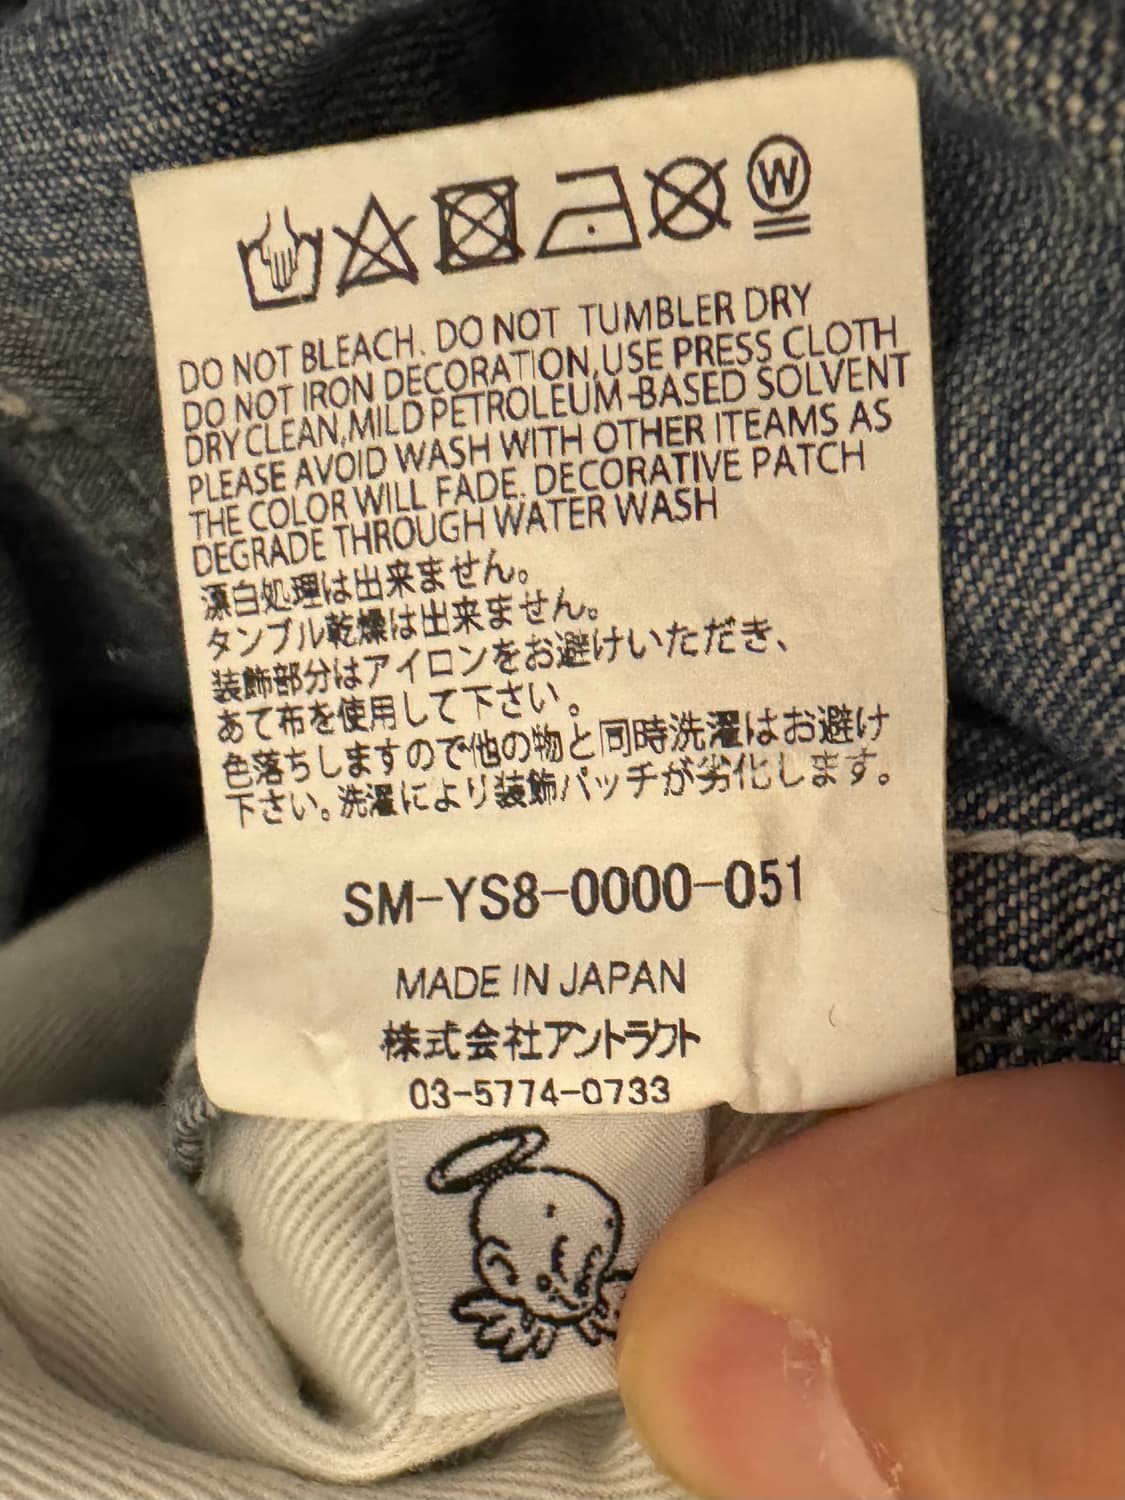 W
DO NOT BLEACH. DO NOT TUMBLER DRY
DO NOT IRON DECORATION,USE PRESS CLOTH
DRY CLEAN,MILD PETROLEUM-BASED SOLVENT
PLEASE AVOID WASH WITH OTHER ITEAMS AS
THE COLOR WILL FADE. DECORATIVE PATCH
DEGRADE THROUGH WATER WASH
漂白処理は出来ません。
タンブル乾燥は出来ません。
装飾部分はアイロンをお避けいただき、
あて布を使用して下さい。
色落ちしますので他の物と同時洗濯はお避け
下さい。洗濯により装飾パッチが劣化します。
SM-YS8-0000-051
MADE IN JAPAN
株式会社アントラクト
03-5774-0733